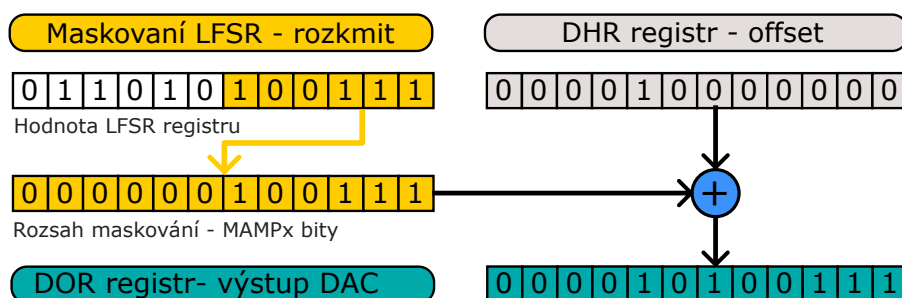 Maskovaní LFSR - rozkmit
DHR registr - offset
0 1 1 0 1 0 1 0 0 1 1 1
0 0 0 0 1 0 0 0 0 0 0 0
Hodnota LFSR registru
0 0 0 0 0 0 1 0 0 1 1 1
+
Rozsah maskování - MAMPx bity
DOR registr- výstup DAC
0 0 0 0 1 0 1 0 0 1 1 1